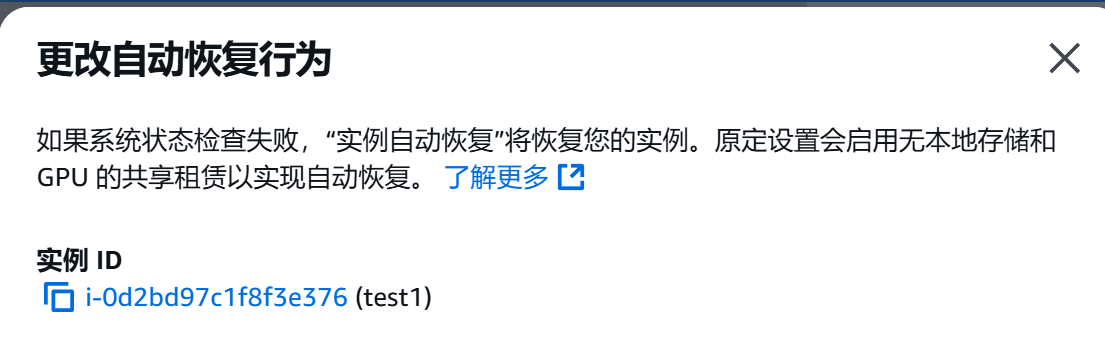 更改自动恢复行为
如果系统状态检查失败，“实例自动恢复”将恢复您的实例。原定设置会启用无本地存储和
GPU 的共享租赁以实现自动恢复。 了解更多
实例 ID
i-0d2bd97c1f8f3e376 (test1)